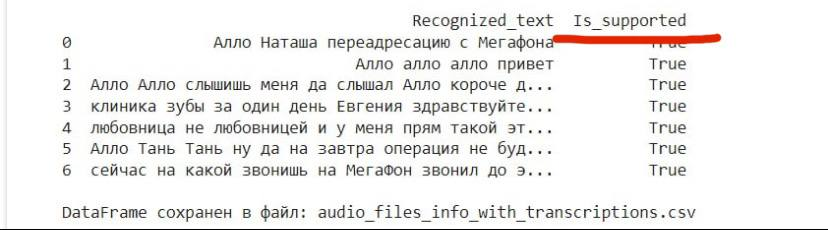 Recognized_text Is_supported
0 Алло Наташа переадресацию с Мегафона True
1 Алло алло алло привет True
2 Алло Алло слышишь меня да слышал Алло короче д... True
3 клиника зубы за один день Евгения здравствуйте... True
4 любовница не любовницей и у меня прям такой эт... True
5 Алло Тань Тань ну да на завтра операция не буд... True
6 сейчас на какой звонишь на МегаФон звонил до э... True
DataFrame сохранен в файл: audio_files_info_with_transcriptions.csv